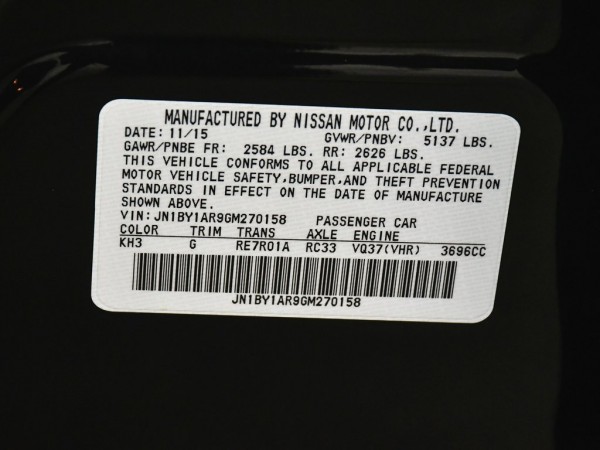 MANUFACTURED BY NISSAN MOTOR CO.,LTD.
DATE: 11/15 GVWR/PNBV: 5137 LBS.
GAWR/PNBE FR: 2584 LBS. RR: 2626 LBS.
THIS VEHICLE CONFORMS TO ALL APPLICABLE FEDERAL
MOTOR VEHICLE SAFETY,BUMPER,AND THEFT PREVENTION
STANDARDS IN EFFECT ON THE DATE OF MANUFACTURE
SHOWN ABOVE.
VIN:JN1BY1AR9GM270158 PASSENGER CAR
COLOR TRIM TRANS AXLE ENGINE
KH3 G RE7R01A RC33 VQ37(VHR) 3696CC
JN1BY1AR9GM270158